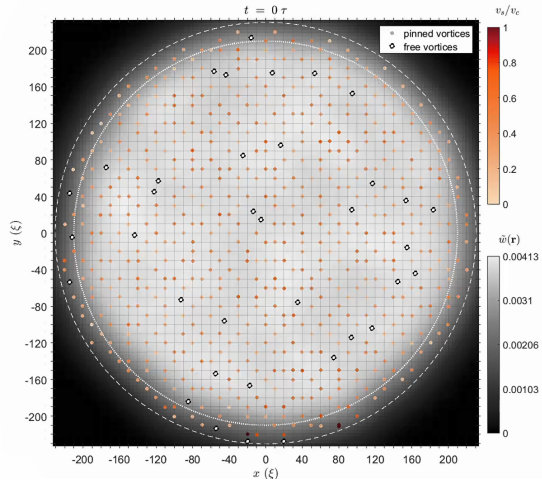 t = 0 τ
v_s/v_c
pinned vortices
free vortices
200
160
120
80
40
0
-40
-80
-120
-160
-200
y (ξ)
-200 -160 -120 -80 -40 0 40 80 120 160 200
x (ξ)
1
0.8
0.6
0.4
0.2
0
w̃(r)
0.00413
0.0031
0.00206
0.00103
0